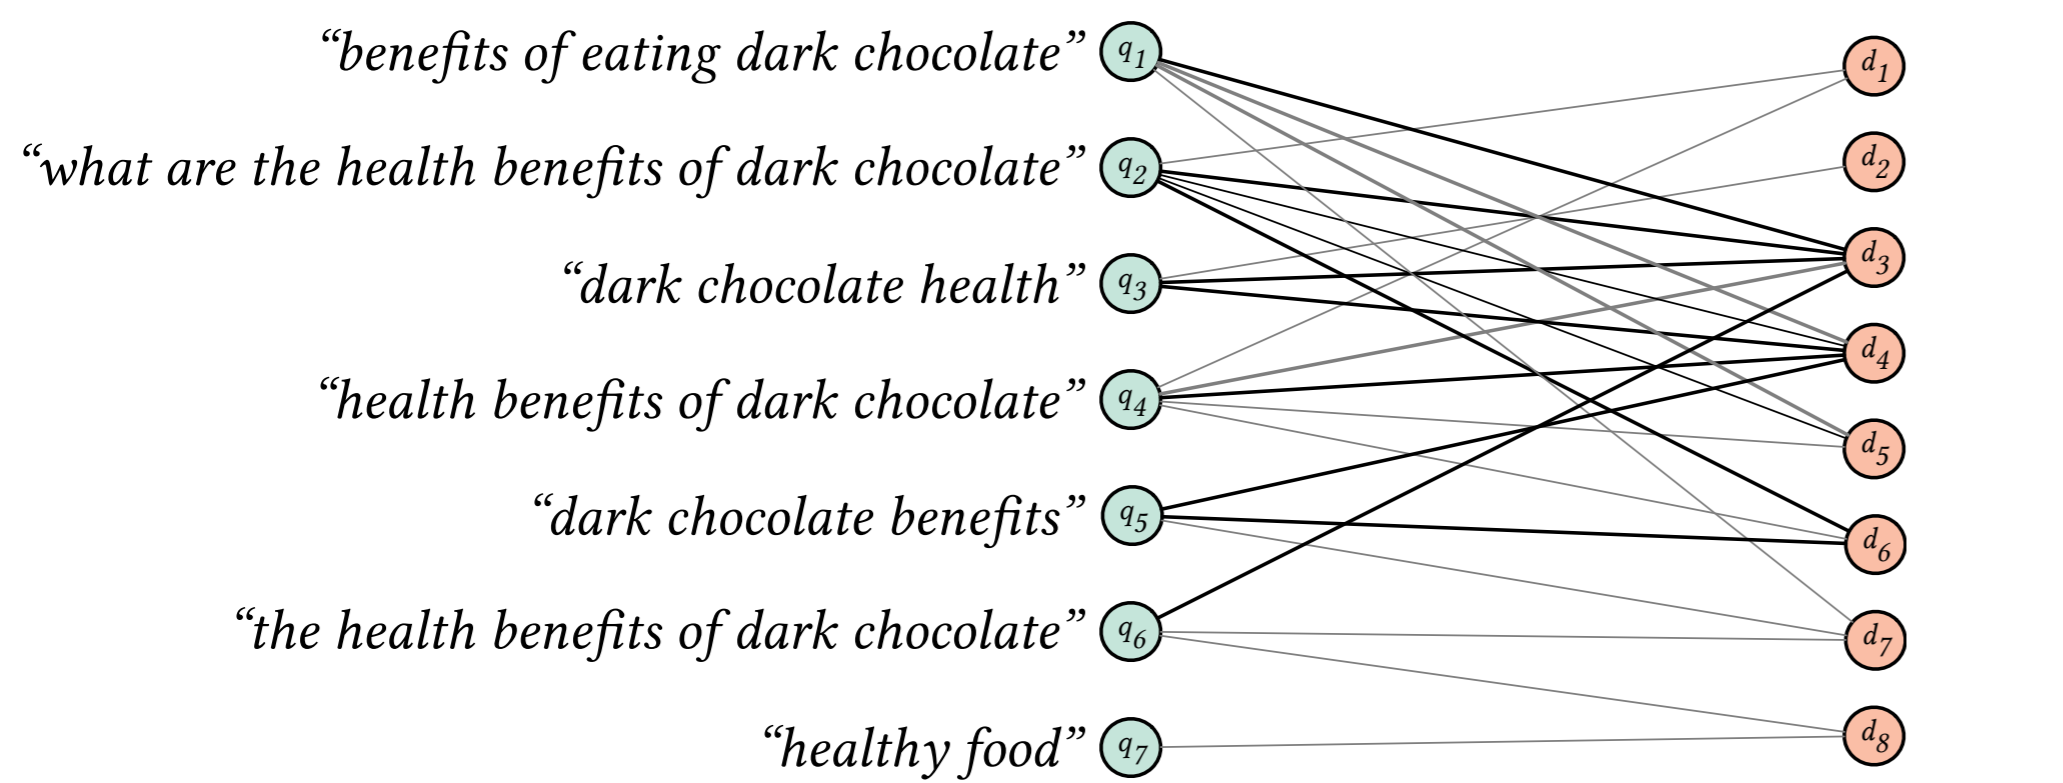 “benefits of eating dark chocolate” q1 d1
“what are the health benefits of dark chocolate” q2 d2
“dark chocolate health” q3 d3
“health benefits of dark chocolate” q4 d4
“dark chocolate benefits” q5 d5
“the health benefits of dark chocolate” q6 d6
“healthy food” q7 d7
d8